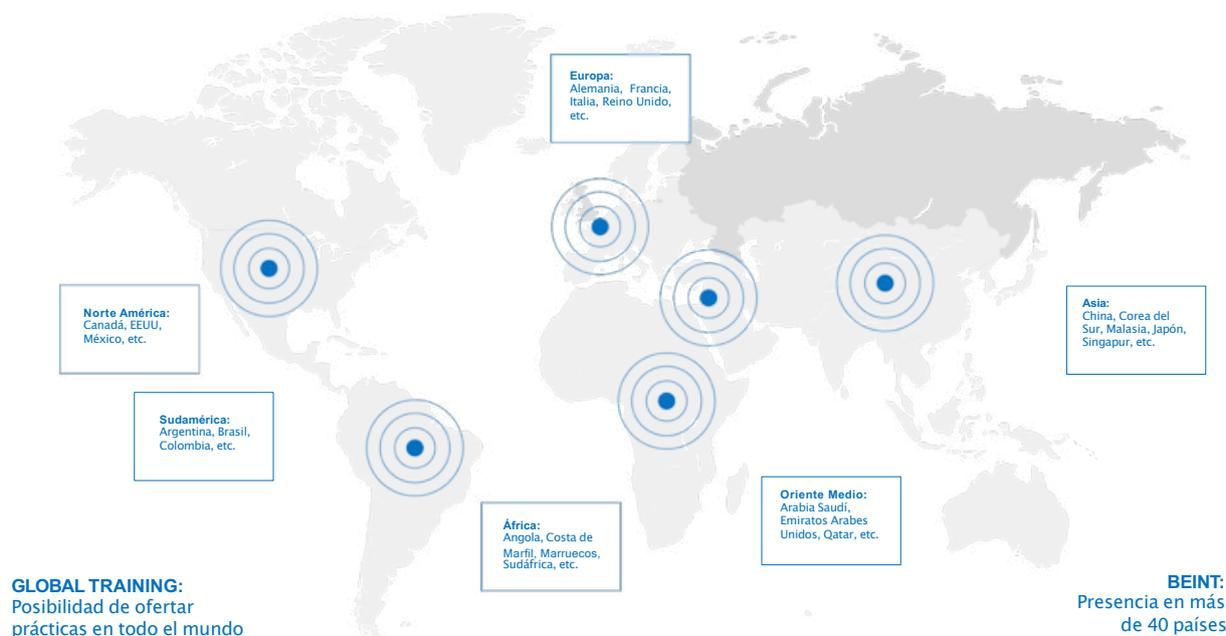 Europa:
Alemania, Francia,
Italia, Reino Unido,
etc.
Norte América:
Canadá, EEUU,
México, etc.
Asia:
China, Corea del
Sur, Malasia, Japón,
Singapur, etc.
Sudamérica:
Argentina, Brasil,
Colombia, etc.
Oriente Medio:
Arabia Saudí,
Emiratos Arabes
Unidos, Qatar, etc.
África:
Angola, Costa de
Marfil, Marruecos,
Sudáfrica, etc.
GLOBAL TRAINING:
Posibilidad de ofertar
prácticas en todo el mundo
BEINT:
Presencia en más
de 40 países